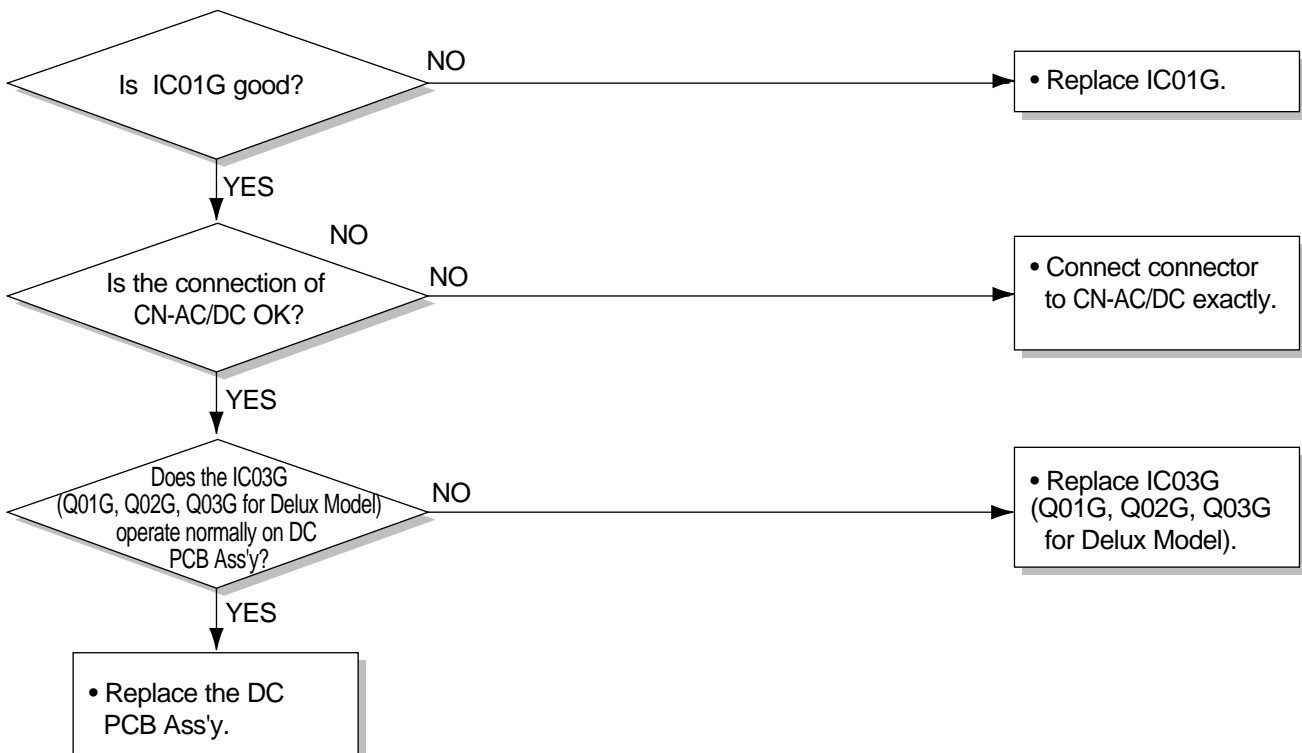 Is IC01G good?
NO
• Replace IC01G.
YES
NO
Is the connection of
CN-AC/DC OK?
NO
• Connect connector
to CN-AC/DC exactly.
YES
Does the IC03G
(Q01G, Q02G, Q03G for Delux Model)
operate normally on DC
PCB Ass'y?
NO
• Replace IC03G
(Q01G, Q02G, Q03G
for Delux Model).
YES
• Replace the DC
PCB Ass'y.